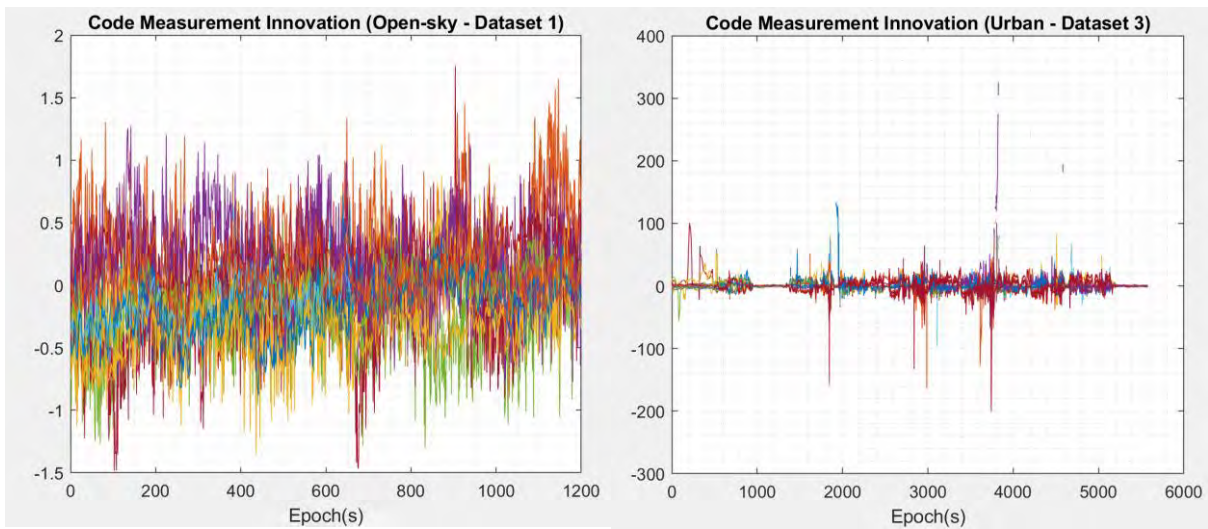 Code Measurement Innovation (Open-sky - Dataset 1)
2
1.5
1
0.5
0
-0.5
-1
-1.5
0 200 400 600 800 1000 1200
Epoch(s)
Code Measurement Innovation (Urban - Dataset 3)
400
300
200
100
0
-100
-200
-300
0 1000 2000 3000 4000 5000 6000
Epoch(s)